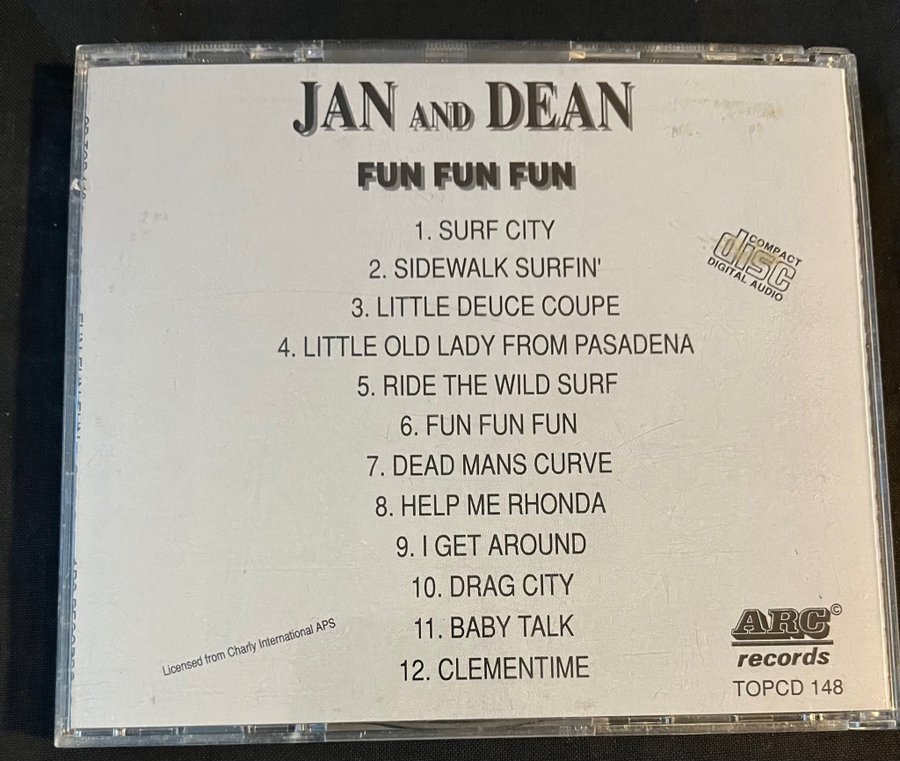 JAN AND DEAN
FUN FUN FUN
1. SURF CITY
2. SIDEWALK SURFIN'
3. LITTLE DEUCE COUPE
4. LITTLE OLD LADY FROM PASADENA
5. RIDE THE WILD SURF
6. FUN FUN FUN
7. DEAD MANS CURVE
8. HELP ME RHONDA
9. I GET AROUND
10. DRAG CITY
11. BABY TALK
12. CLEMENTIME
COMPACT
disc
DIGITAL AUDIO
Licensed from Charly International APS
ARC©
records
TOPCD 148